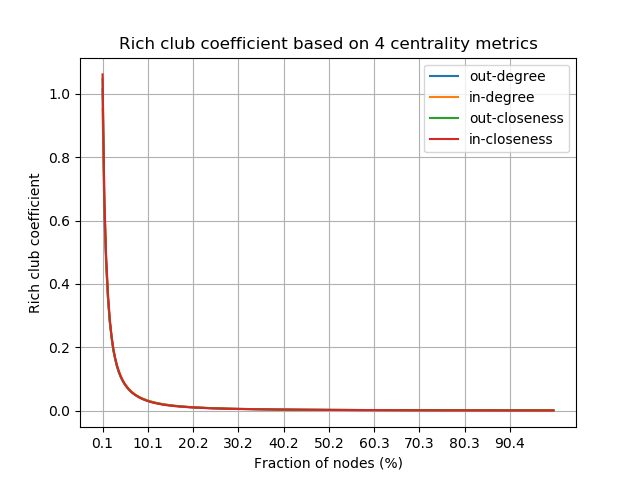 Rich club coefficient based on 4 centrality metrics
out-degree
in-degree
out-closeness
in-closeness
Rich club coefficient
1.0
0.8
0.6
0.4
0.2
0.0
0.1 10.1 20.2 30.2 40.2 50.2 60.3 70.3 80.3 90.4
Fraction of nodes (%)